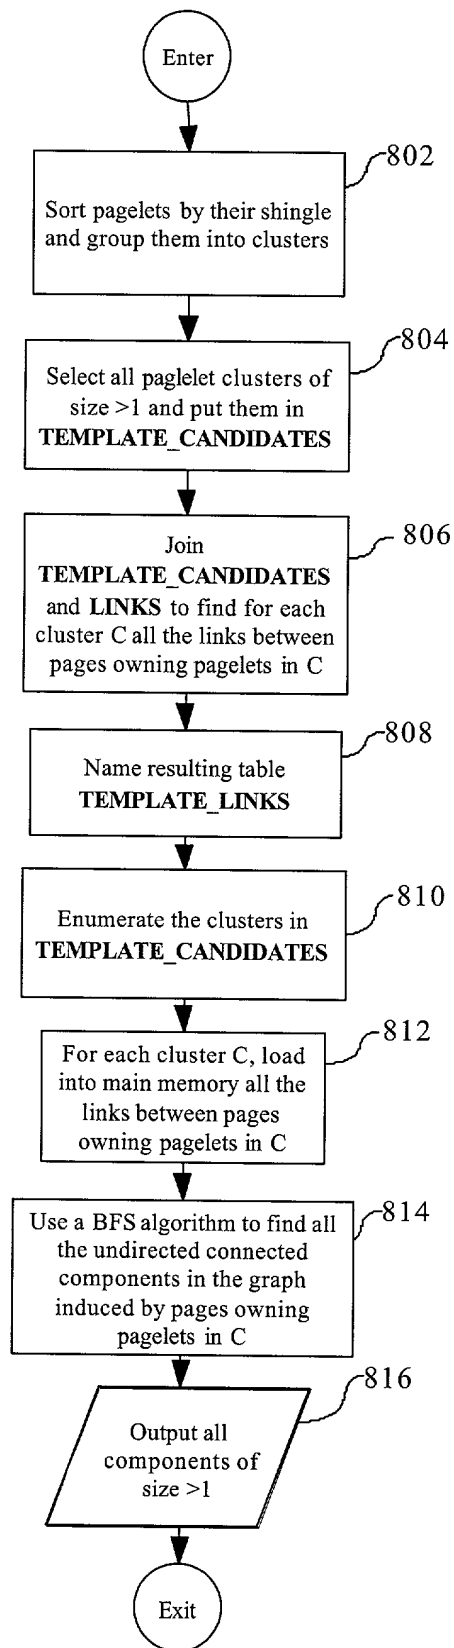 Enter
802
Sort pagelets by their shingle
and group them into clusters
804
Select all paglelet clusters of
size >1 and put them in
TEMPLATE_CANDIDATES
806
Join
TEMPLATE_CANDIDATES
and LINKS to find for each
cluster C all the links between
pages owning pagelets in C
808
Name resulting table
TEMPLATE_LINKS
810
Enumerate the clusters in
TEMPLATE_CANDIDATES
812
For each cluster C, load
into main memory all the
links between pages
owning pagelets in C
814
Use a BFS algorithm to find all
the undirected connected
components in the graph
induced by pages owning
pagelets in C
816
Output all
components of
size >1
Exit